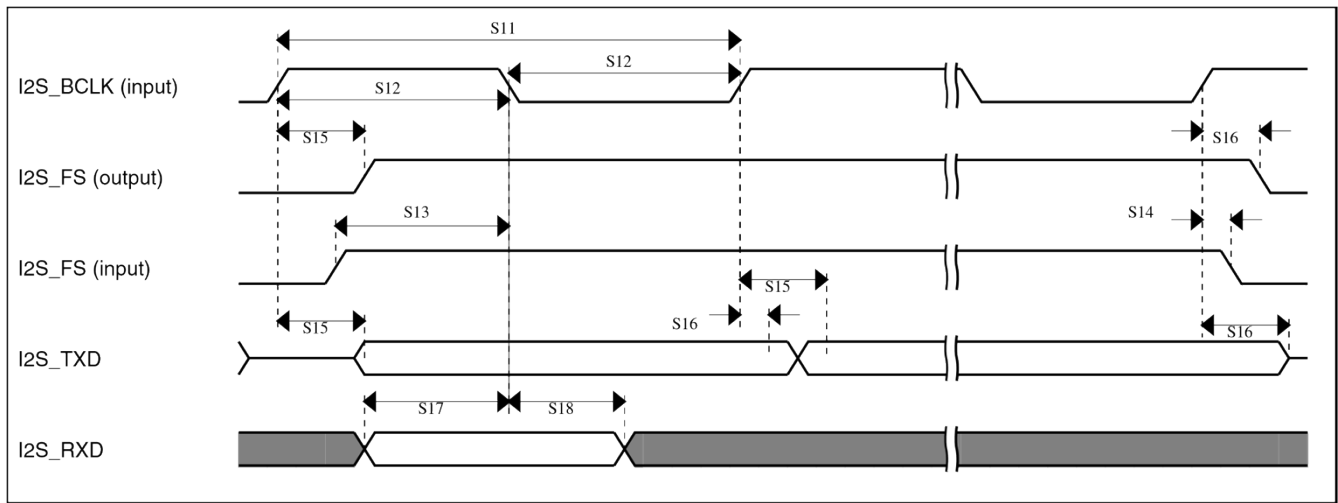 S11
I2S_BCLK (input)
S12
S12
S15
S16
I2S_FS (output)
S13
S14
I2S_FS (input)
S15
S16
S15
S16
I2S_TXD
S17
S18
I2S_RXD